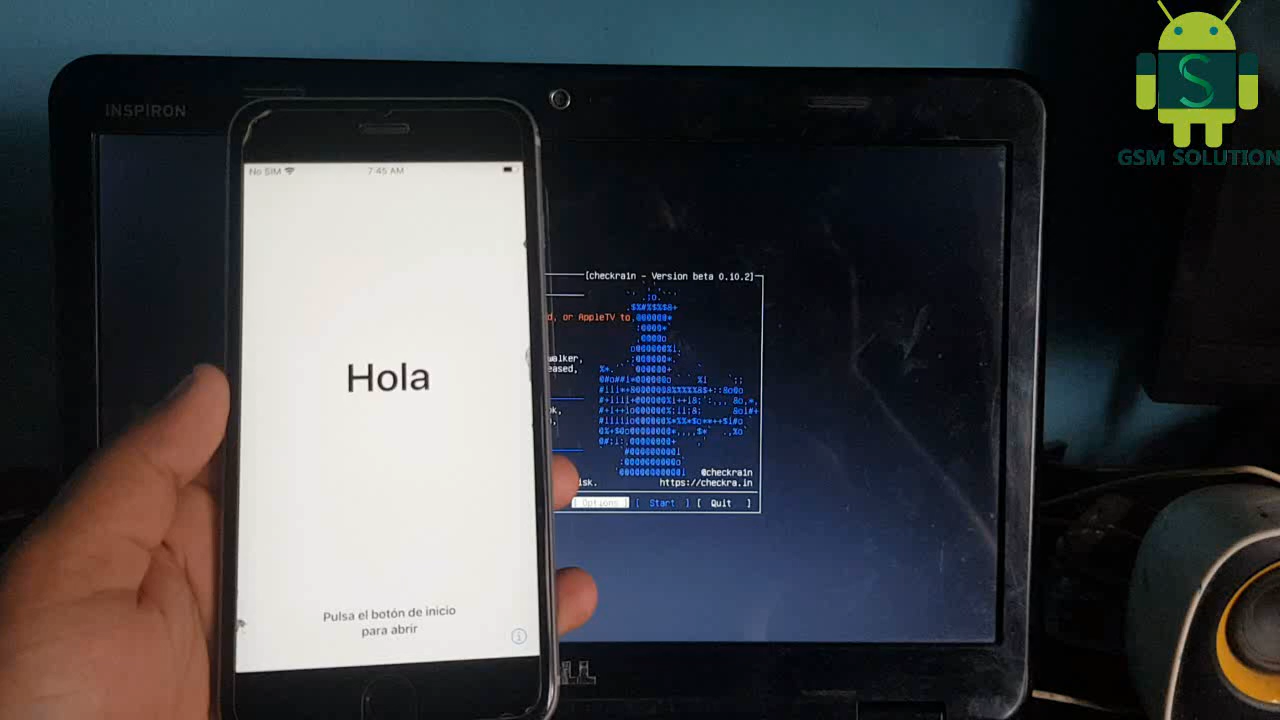 INSPIRON
GSM SOLUTION
No SIM
7:45 AM
Hola
Pulsa el botón de inicio
para abrir
[checkra1n - Version beta 0.10.2]
or AppleTV to
walker,
@checkra1n
https://checkra.in
[ Options ] [ Start ] [ Quit ]